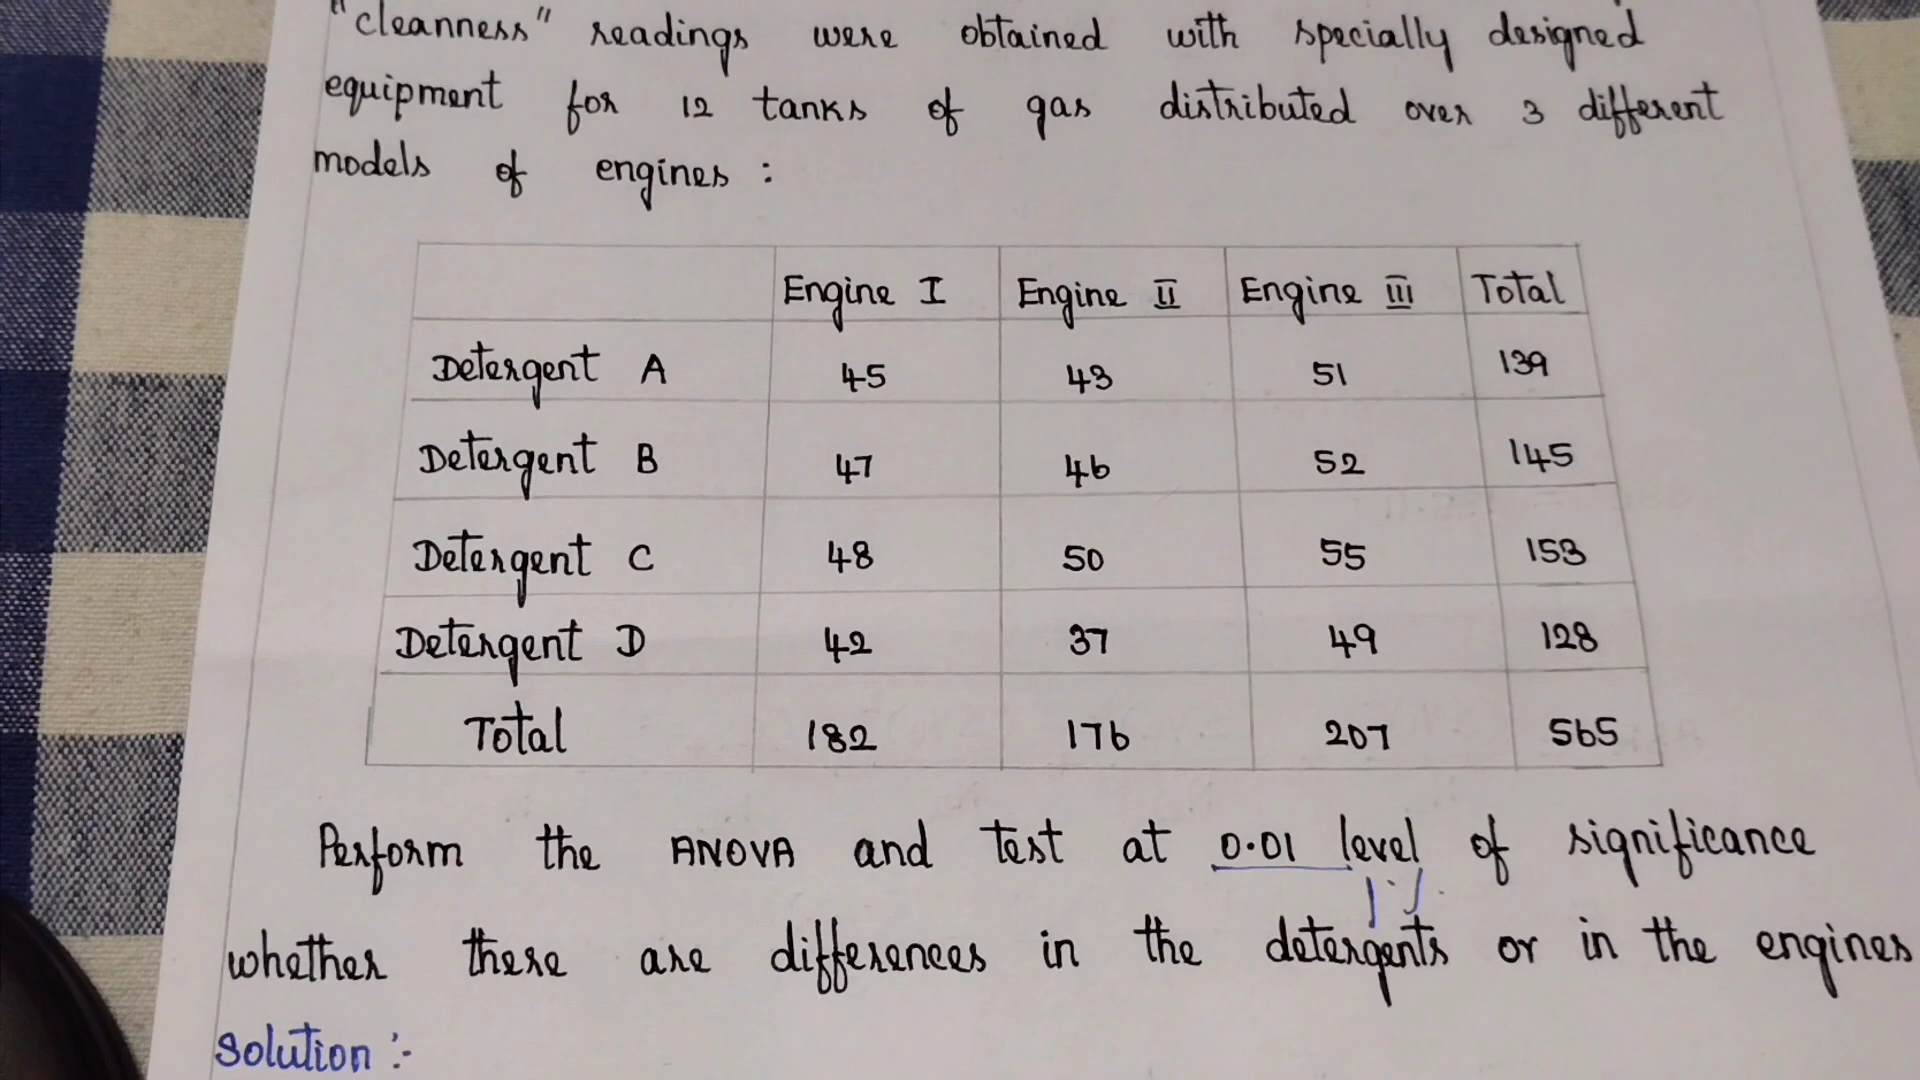 "cleanness" readings were obtained with specially designed
equipment for 12 tanks of gas distributed over 3 different
models of engines :
Engine I Engine II Engine III Total
Detergent A 45 43 51 139
Detergent B 47 46 52 145
Detergent C 48 50 55 153
Detergent D 42 37 49 128
Total 182 176 207 565
Perform the ANOVA and test at 0.01 level of significance
whether there are differences in the detergents or in the engines
Solution :-